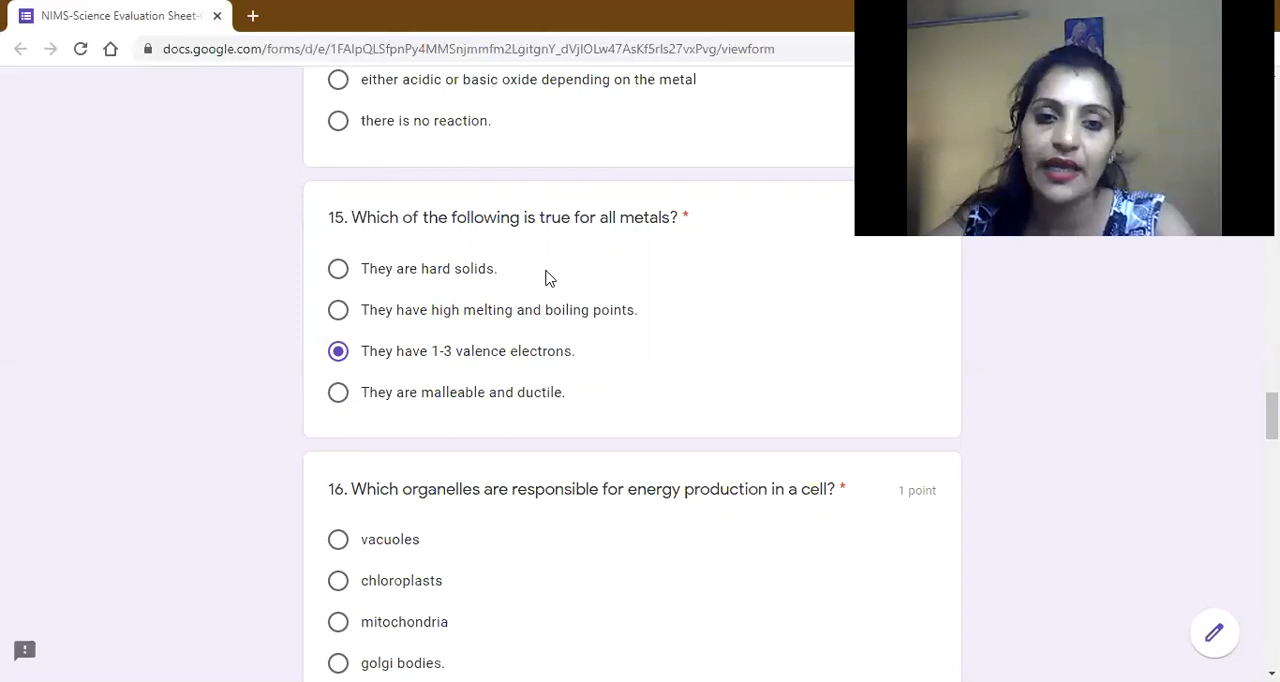 NIMS-Science Evaluation Sheet-
docs.google.com/forms/d/e/1FAIpQLSfpnPy4MMSnjmmfm2LgitgnY_dVjIOLw47AsKf5rIs27vxPvg/viewform
either acidic or basic oxide depending on the metal
there is no reaction.
15. Which of the following is true for all metals? *
They are hard solids.
They have high melting and boiling points.
They have 1-3 valence electrons.
They are malleable and ductile.
16. Which organelles are responsible for energy production in a cell? *
1 point
vacuoles
chloroplasts
mitochondria
golgi bodies.